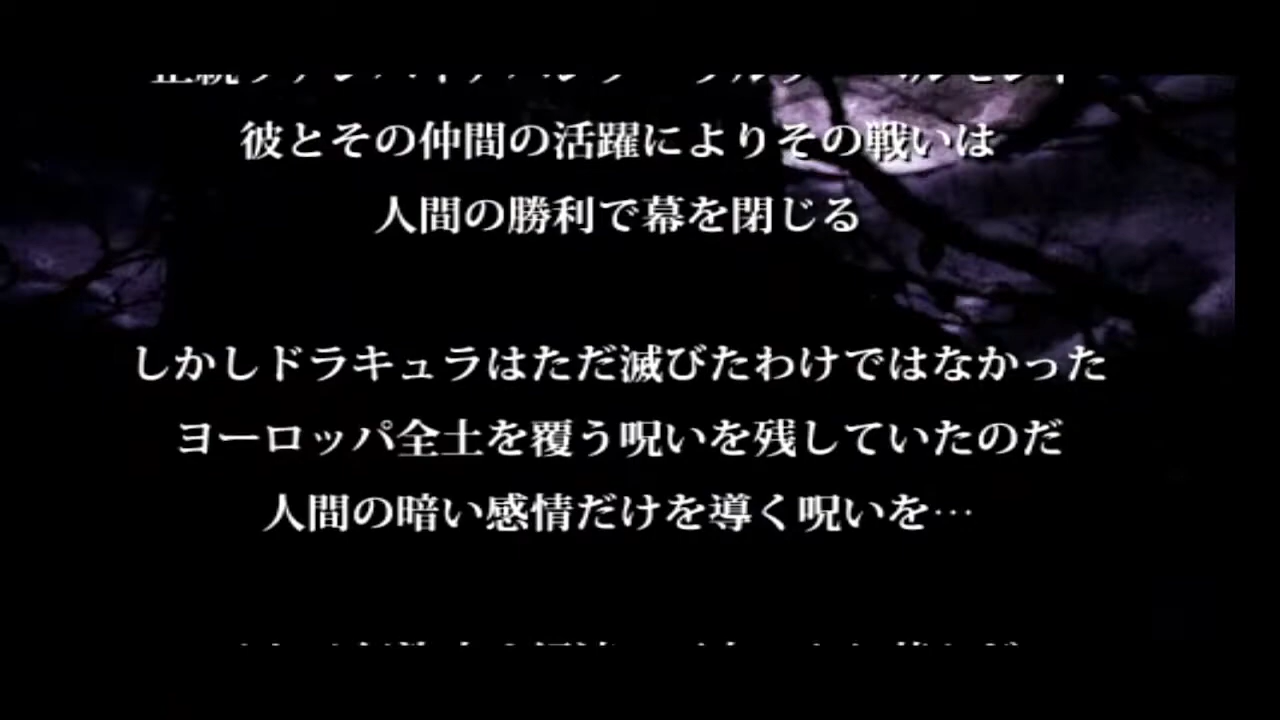 彼とその仲間の活躍によりその戦いは
人間の勝利で幕を閉じる
しかしドラキュラはただ滅びたわけではなかった
ヨーロッパ全土を覆う呪いを残していたのだ
人間の暗い感情だけを導く呪いを…